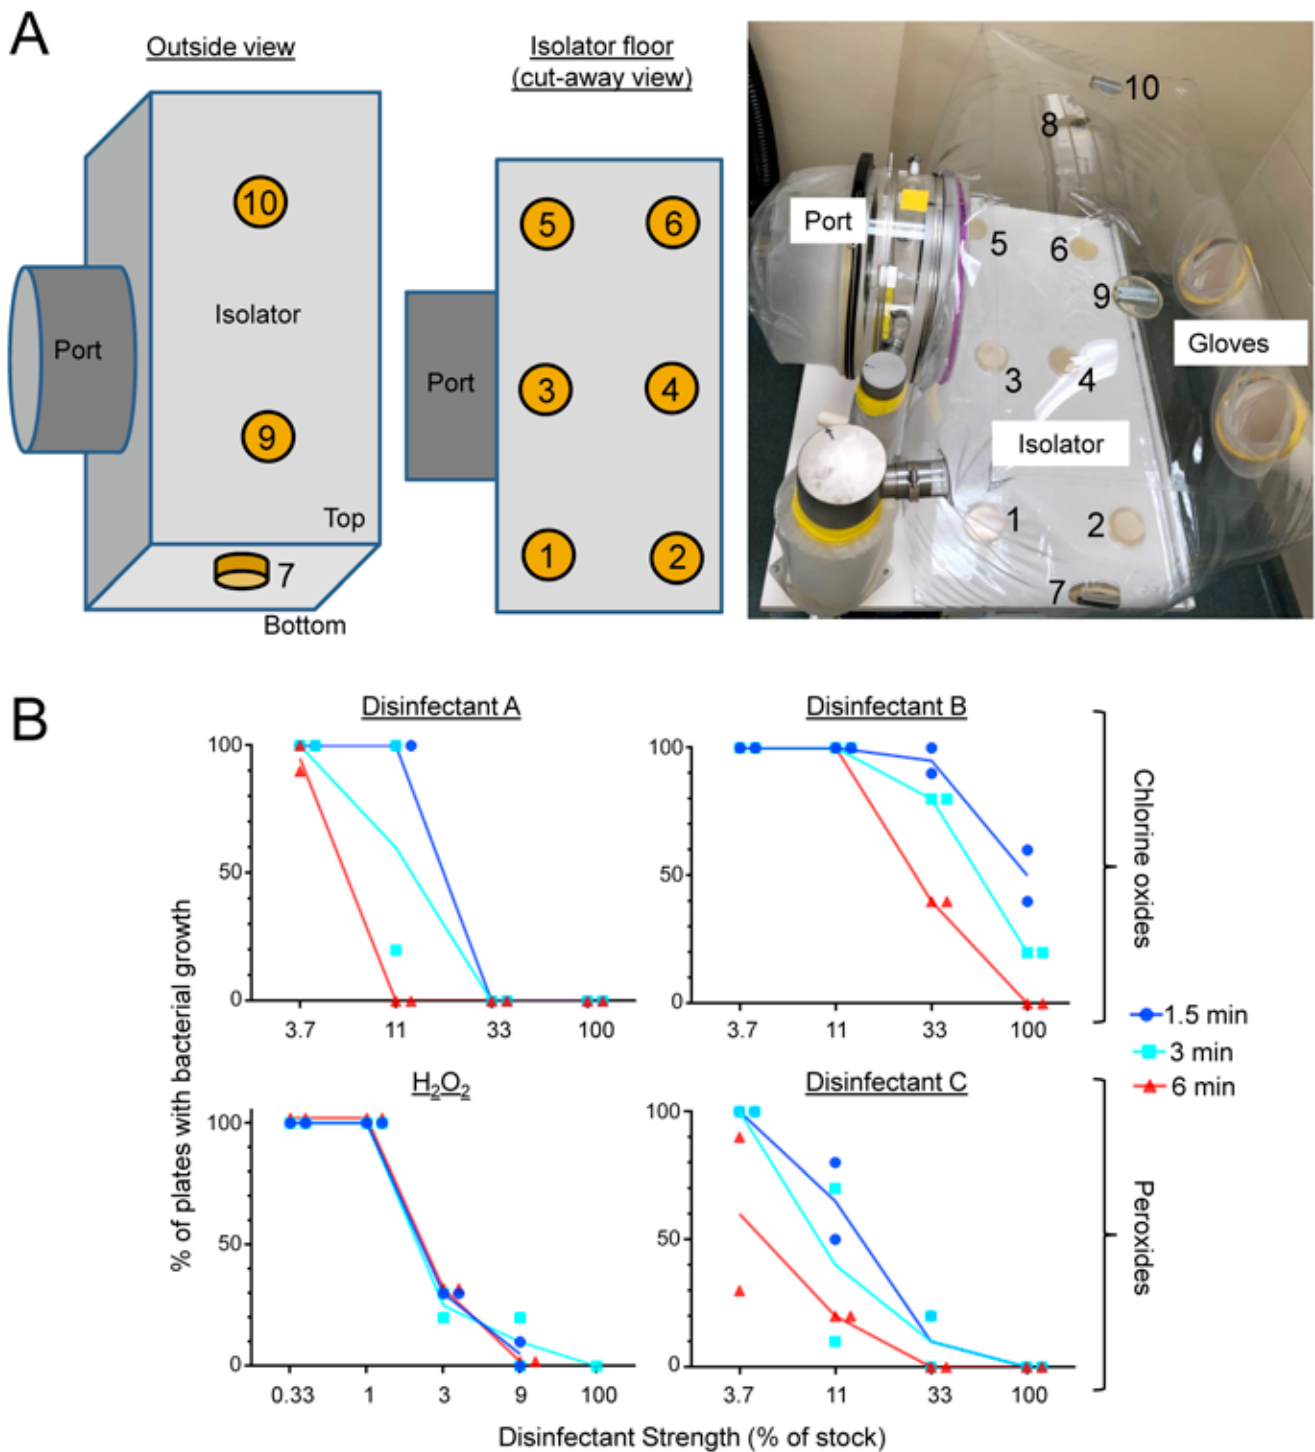 A
Outside view
Isolator floor
(cut-away view)
10
Isolator
Port
9
Top
7
Bottom
5
6
Port
3
4
1
2
10
8
Port
5
6
9
Gloves
3
4
Isolator
1
2
7
B
Disinfectant A
Disinfectant B
% of plates with bacterial growth
100
50
0
3.7
11
33
100
100
50
0
3.7
11
33
100
Chlorine oxides
1.5 min
3 min
6 min
H₂O₂
Disinfectant C
100
50
0
0.33
1
3
9
100
100
50
0
3.7
11
33
100
Peroxides
Disinfectant Strength (% of stock)